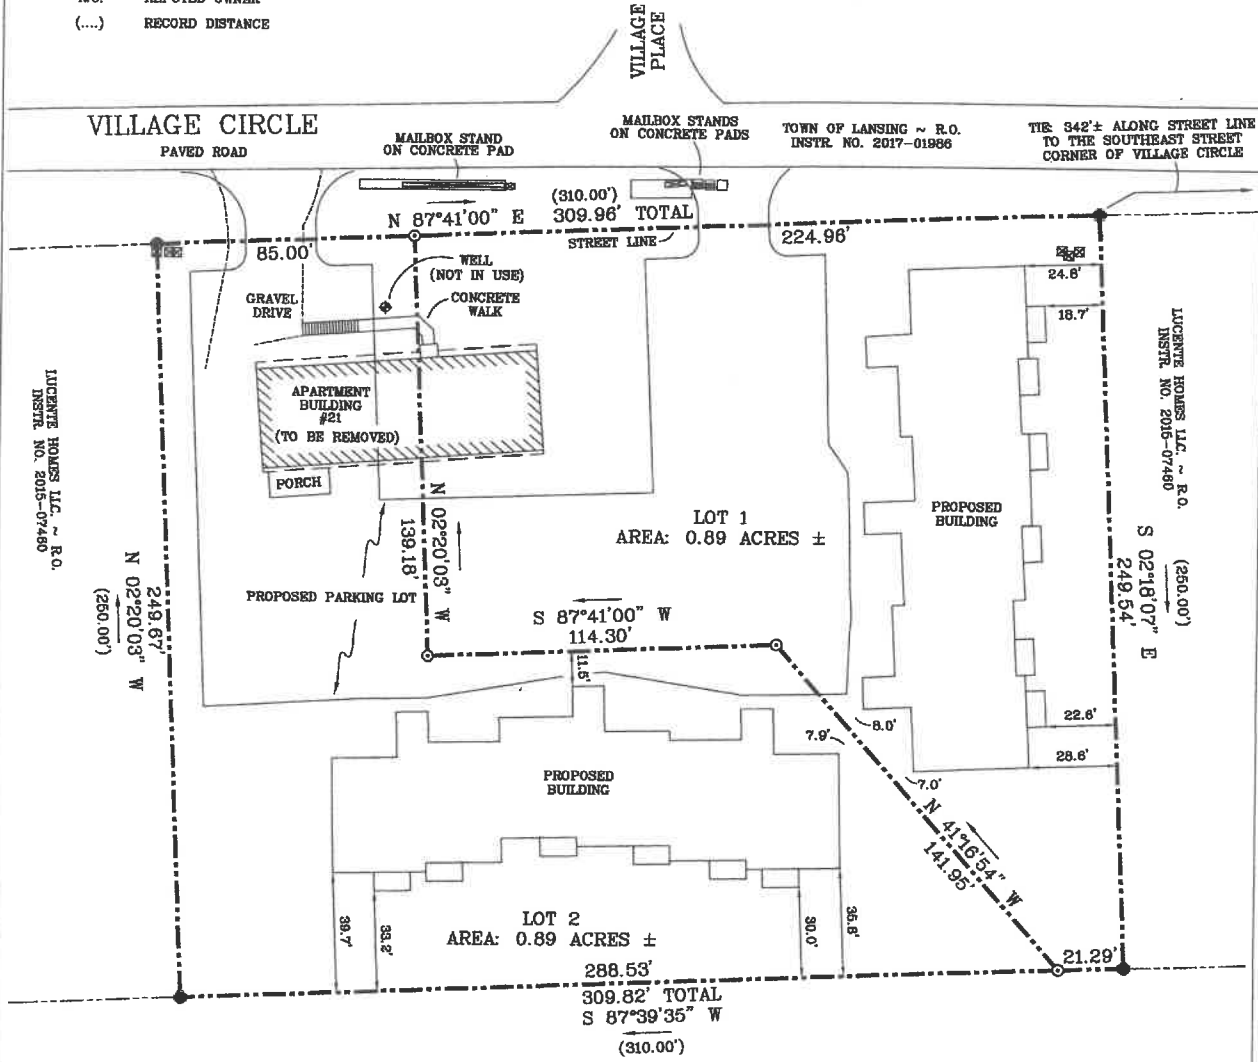 (....) RECORD DISTANCE
VILLAGE
PLACE
VILLAGE CIRCLE
PAVED ROAD
MAILBOX STAND
ON CONCRETE PAD
MAILBOX STANDS
ON CONCRETE PADS
TOWN OF LANSING ~ R.O.
INSTR. NO. 2017-01986
TIE: 342'± ALONG STREET LINE
TO THE SOUTHEAST STREET
CORNER OF VILLAGE CIRCLE
(310.00')
N 87°41'00" E 309.96' TOTAL
STREET LINE
85.00'
224.96'
WELL
(NOT IN USE)
GRAVEL
DRIVE
CONCRETE
WALK
24.8'
18.7'
APARTMENT
BUILDING
#21
(TO BE REMOVED)
PORCH
LUCENTE HOMES LLC. ~ R.O.
INSTR. NO. 2015-07480
LUCENTE HOMES LLC. ~ R.O.
INSTR. NO. 2015-07480
N 02°20'03" W
139.18'
LOT 1
AREA: 0.89 ACRES ±
PROPOSED
BUILDING
N 02°20'03" W
249.67'
(250.00')
(250.00')
S 02°18'07" E
249.54'
PROPOSED PARKING LOT
S 87°41'00" W
114.30'
11.5'
8.0'
7.9'
7.0'
22.6'
28.6'
PROPOSED
BUILDING
N 41°16'54" W
141.95'
39.7'
33.2'
30.0'
35.8'
LOT 2
AREA: 0.89 ACRES ±
288.53'
21.29'
309.82' TOTAL
S 87°39'35" W
(310.00')